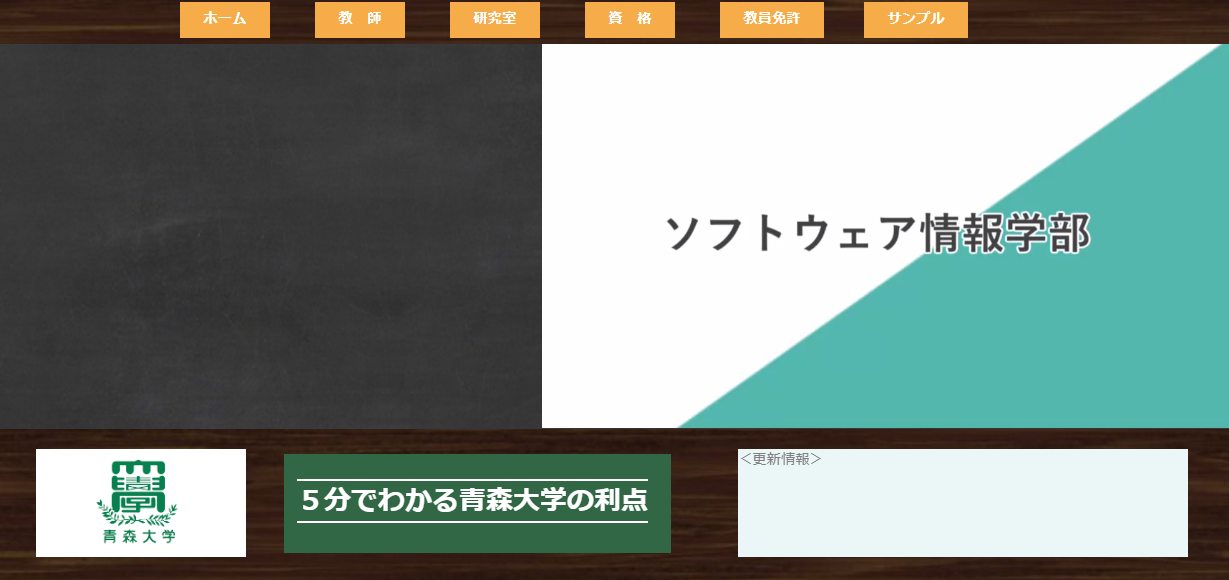 ホーム
教　師
研究室
資　格
教員免許
サンプル
ソフトウェア情報学部
青森大学
５分でわかる青森大学の利点
＜更新情報＞